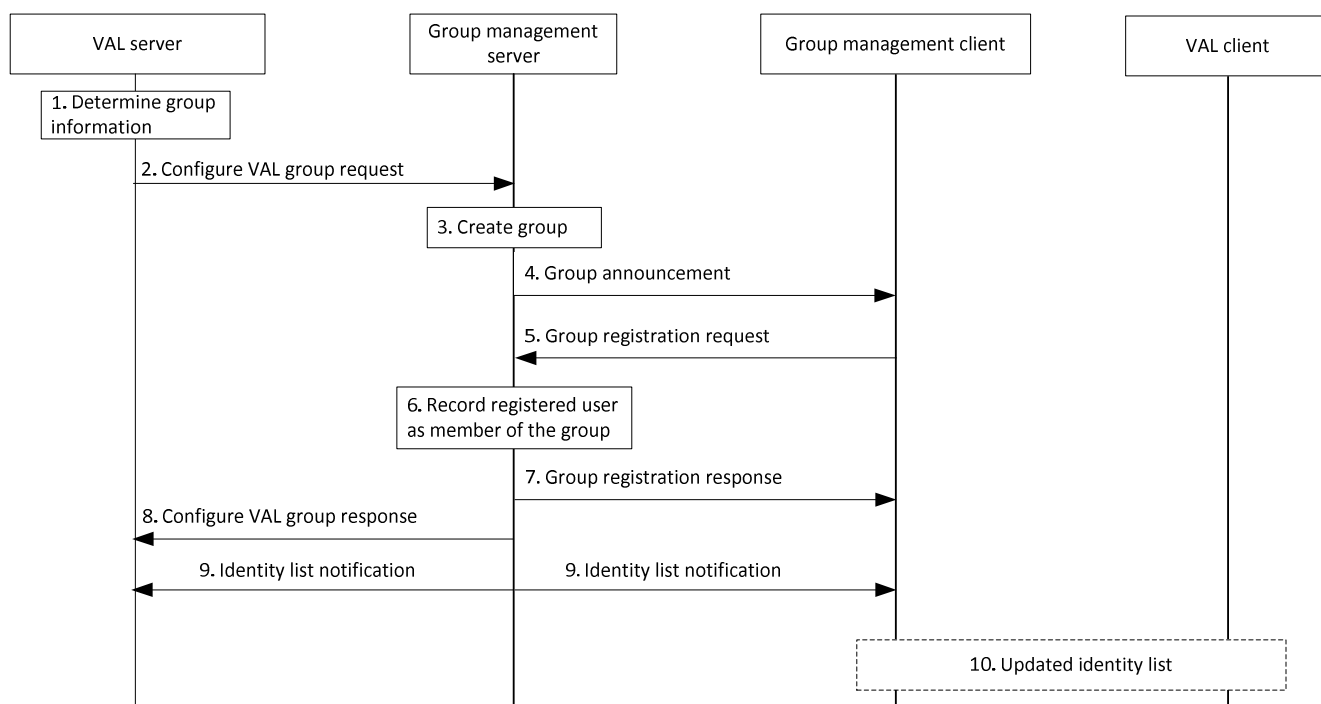 VAL server
Group management
server
Group management client
VAL client
1. Determine group
information
2. Configure VAL group request
3. Create group
4. Group announcement
5. Group registration request
6. Record registered user
as member of the group
7. Group registration response
8. Configure VAL group response
9. Identity list notification
9. Identity list notification
10. Updated identity list